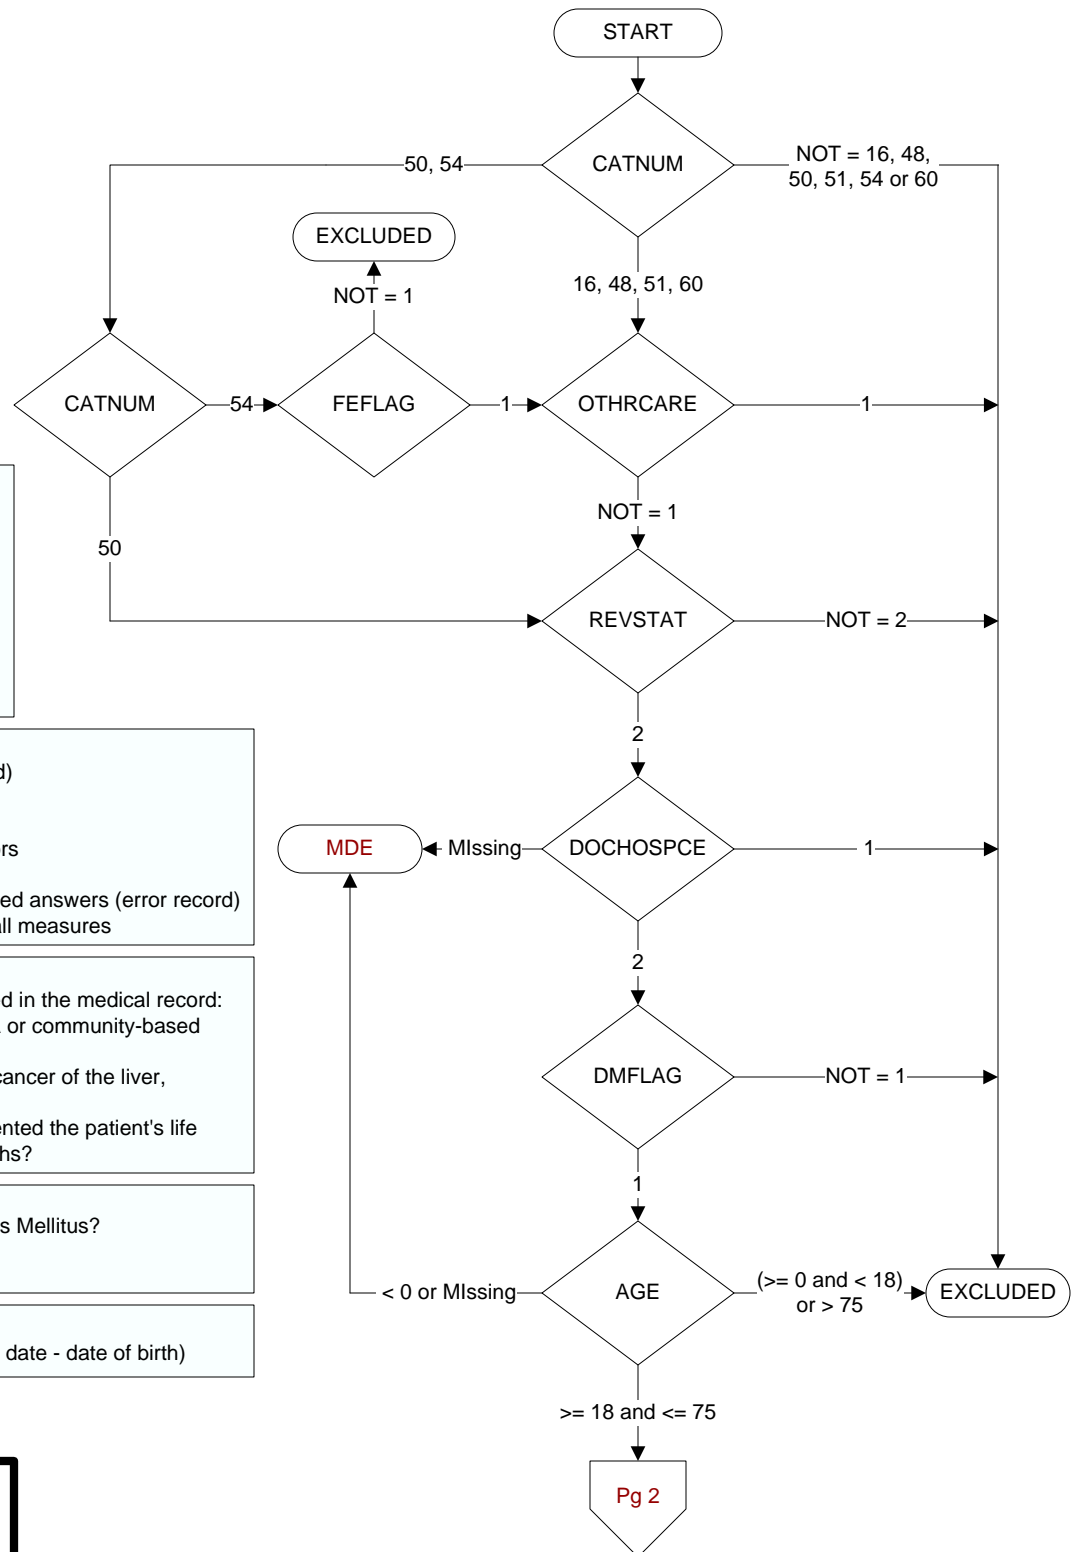 START
CATNUM
50, 54
NOT = 16, 48,
50, 51, 54 or 60
EXCLUDED
NOT = 1
16, 48, 51, 60
CATNUM
54
FEFLAG
1
OTHRCARE
1
NOT = 1
50
REVSTAT
NOT = 2
2
d)
MDE
MIssing
DOCHOSPCE
1
rs
ed answers (error record)
all measures
2
ed in the medical record:
or community-based
cancer of the liver,
DMFLAG
NOT = 1
ented the patient's life
hs?
1
s Mellitus?
< 0 or MIssing
AGE
(>= 0 and < 18)
or > 75
EXCLUDED
date - date of birth)
>= 18 and <= 75
Pg 2